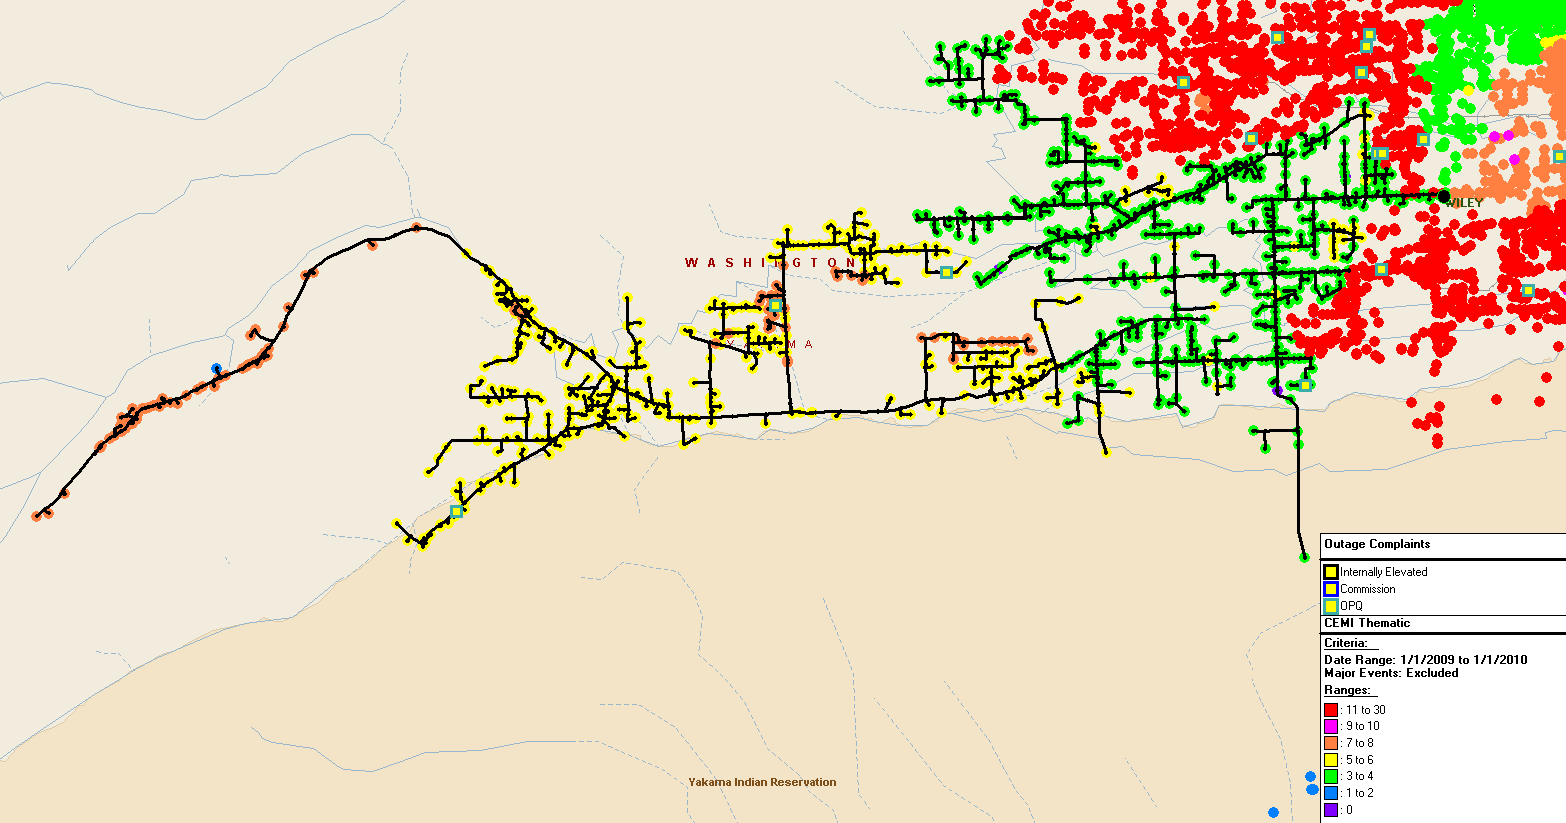 WILEY
WASHINGTON
YAKIMA
Outage Complaints
Internally Elevated
Commission
OPQ
CEMI Thematic
Criteria:
Date Range: 1/1/2009 to 1/1/2010
Major Events: Excluded
Ranges:
: 11 to 30
: 9 to 10
: 7 to 8
: 5 to 6
: 3 to 4
: 1 to 2
: 0
Yakama Indian Reservation